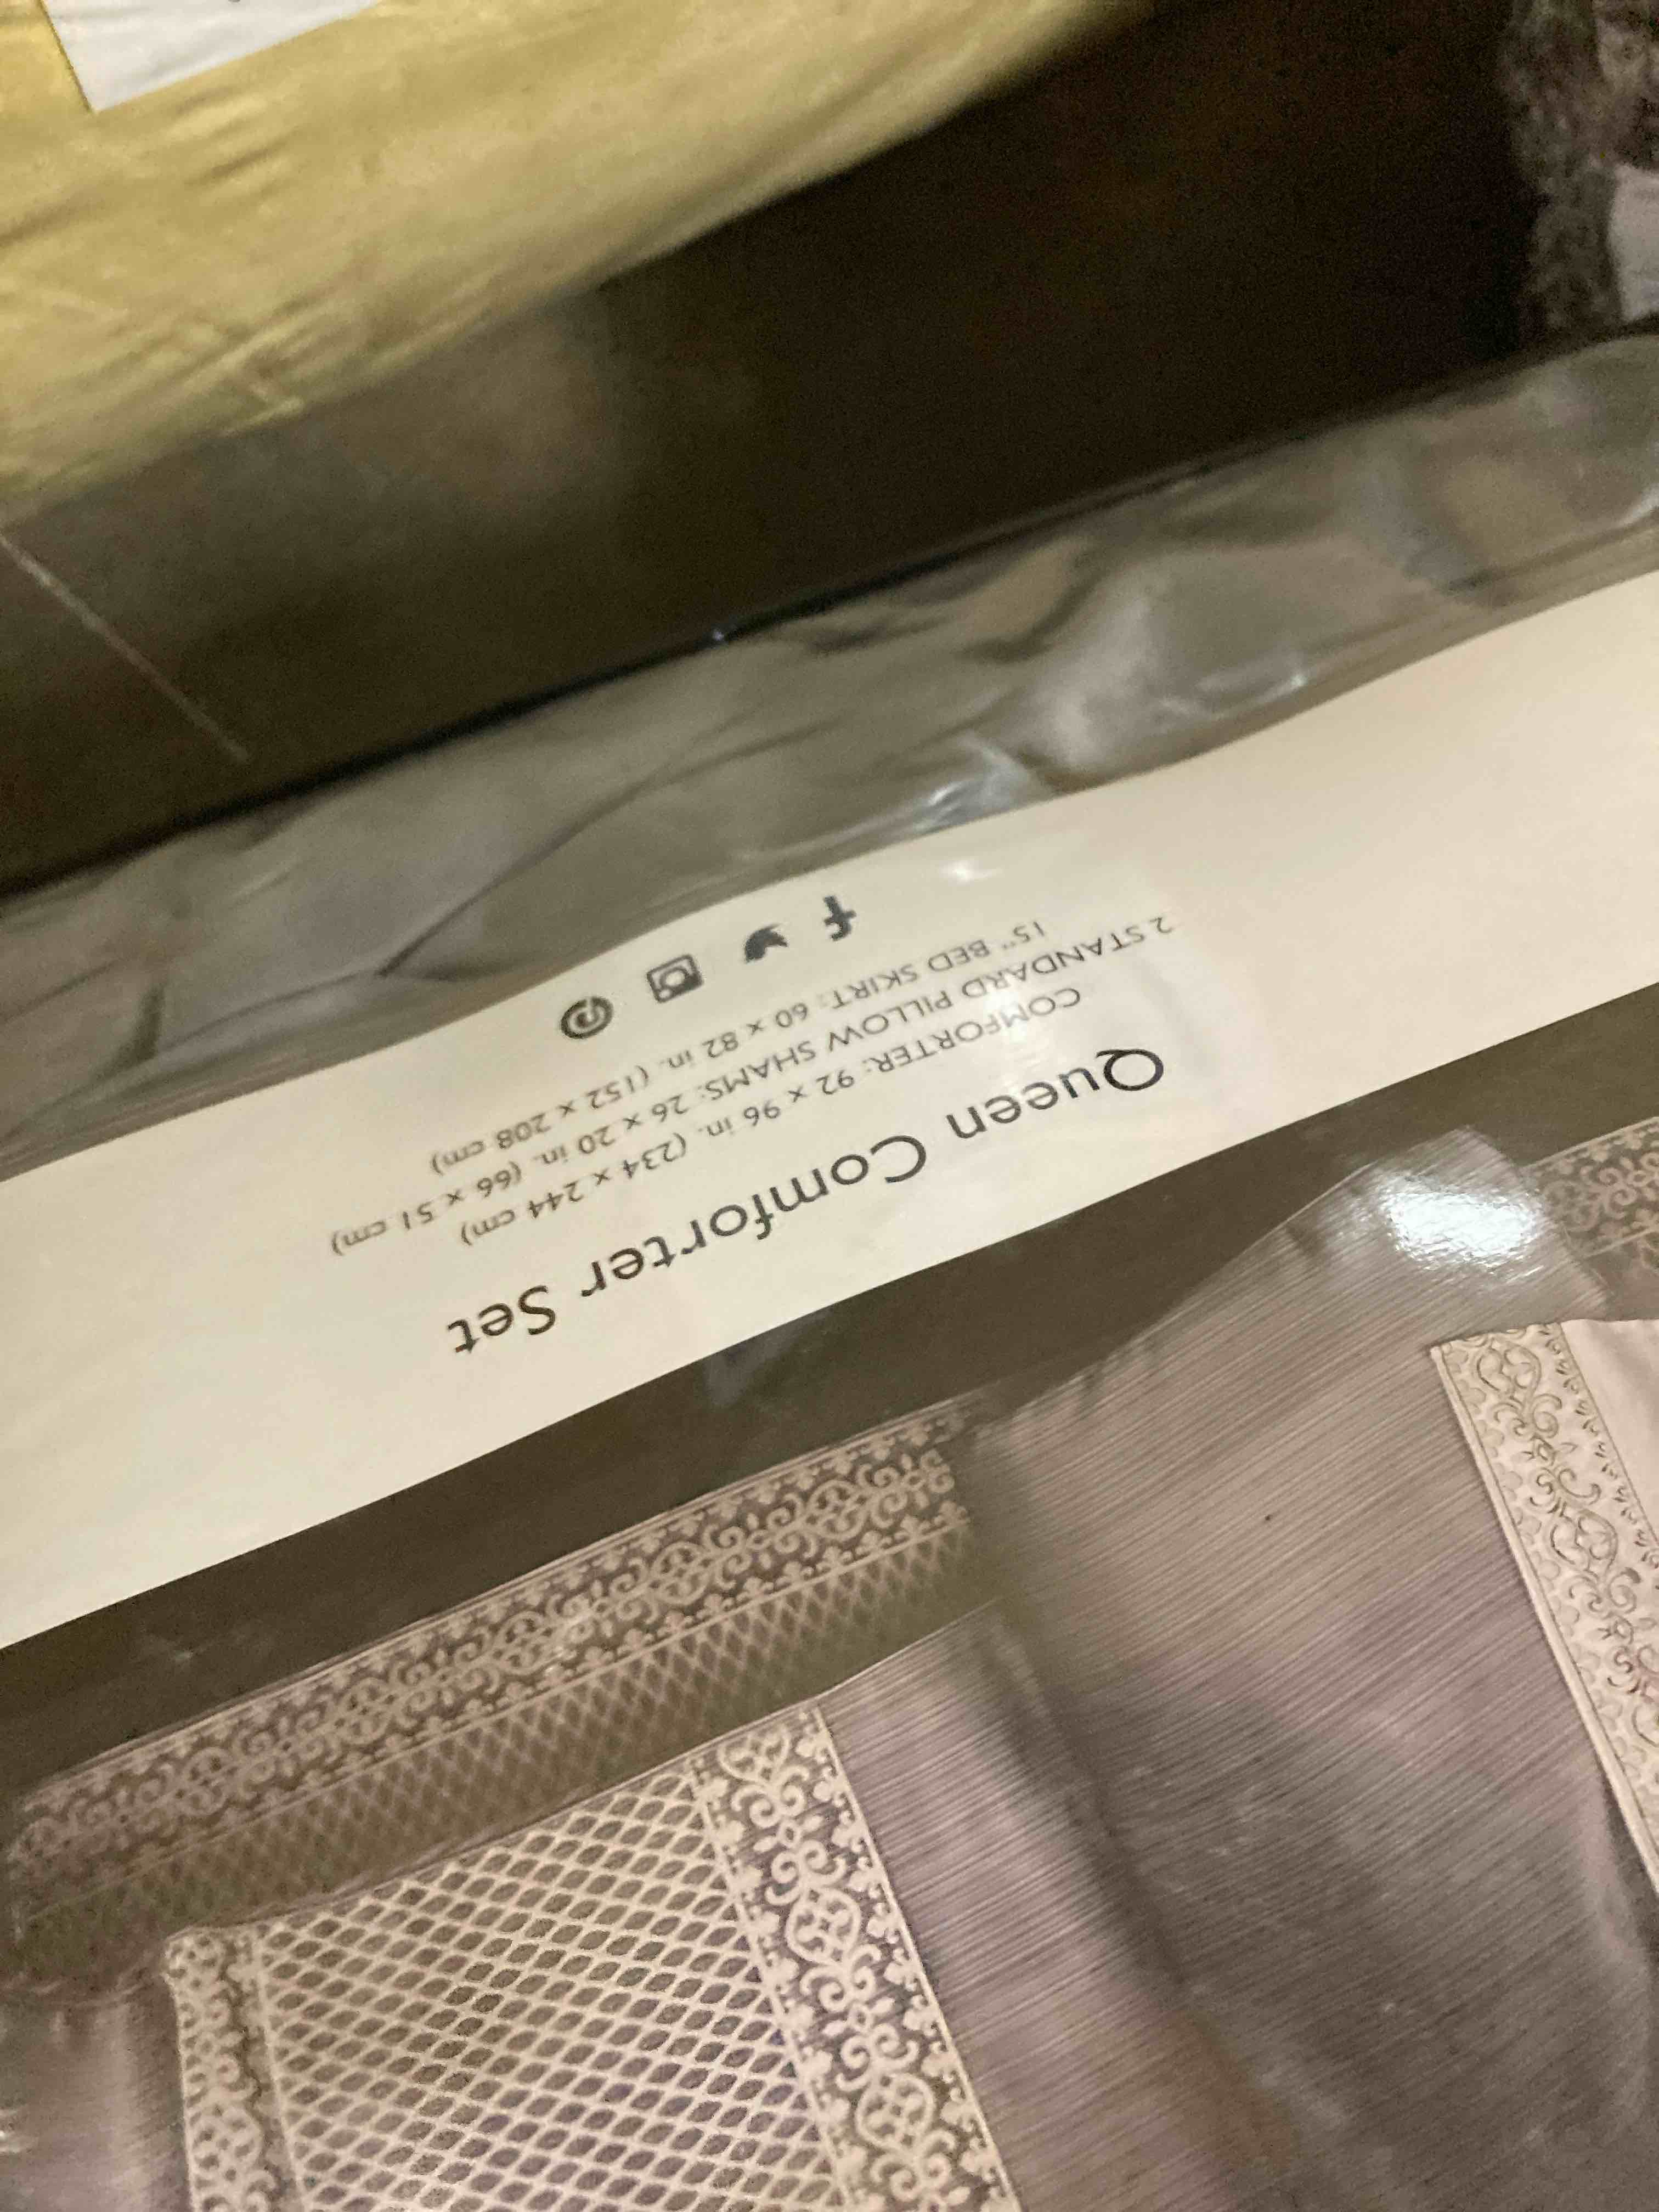 Queen Comforter Set
COMFORTER: 92 x 96 in. (234 x 244 cm)
2 STANDARD PILLOW SHAMS: 26 x 20 in. (66 x 51 cm)
15" BED SKIRT: 60 x 82 in. (152 x 208 cm)